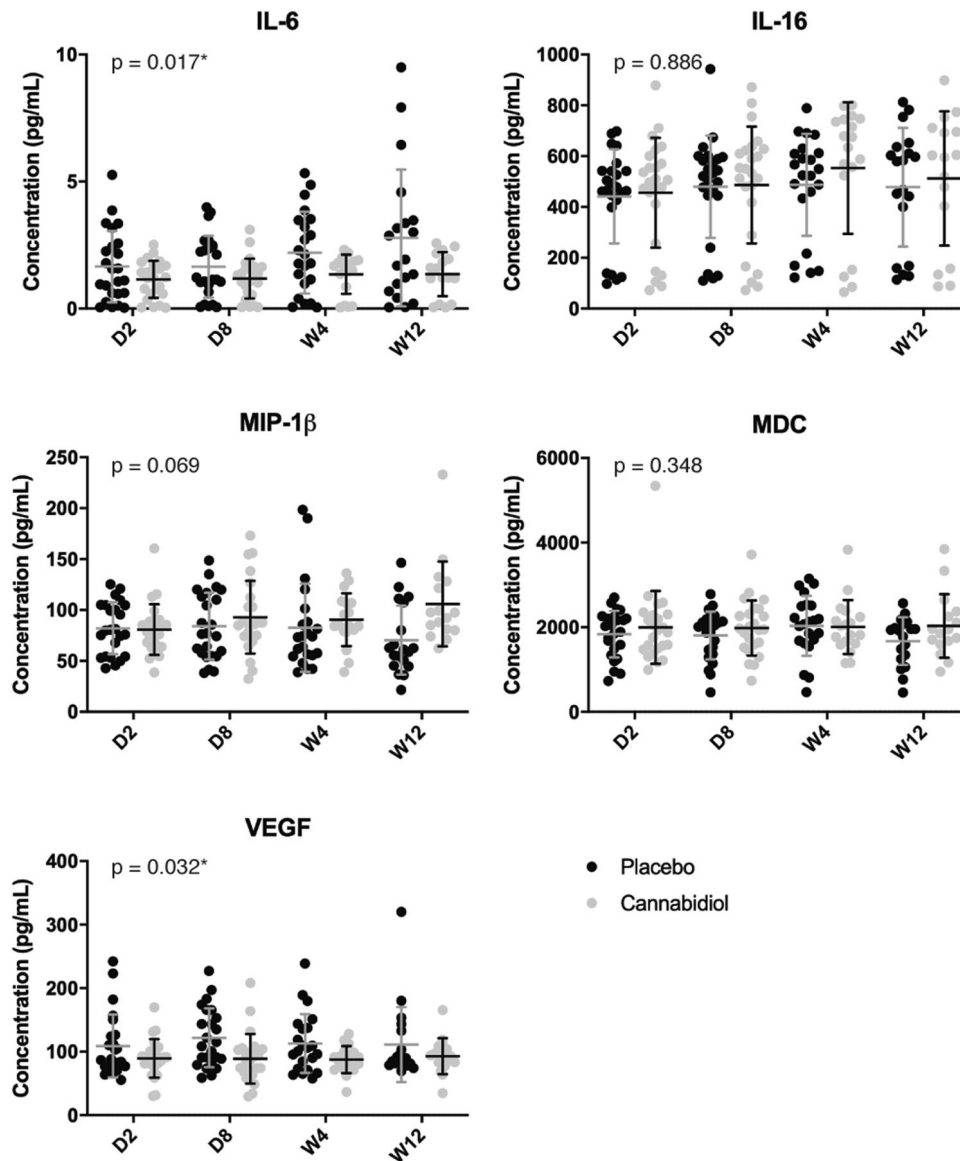 IL-6
p = 0.017*
Concentration (pg/mL)
10
5
0
D2 D8 W4 W12
IL-16
p = 0.886
Concentration (pg/mL)
1000
800
600
400
200
0
D2 D8 W4 W12
MIP-1β
p = 0.069
Concentration (pg/mL)
250
200
150
100
50
0
D2 D8 W4 W12
MDC
p = 0.348
Concentration (pg/mL)
6000
4000
2000
0
D2 D8 W4 W12
VEGF
p = 0.032*
Concentration (pg/mL)
400
300
200
100
0
D2 D8 W4 W12
Placebo
Cannabidiol